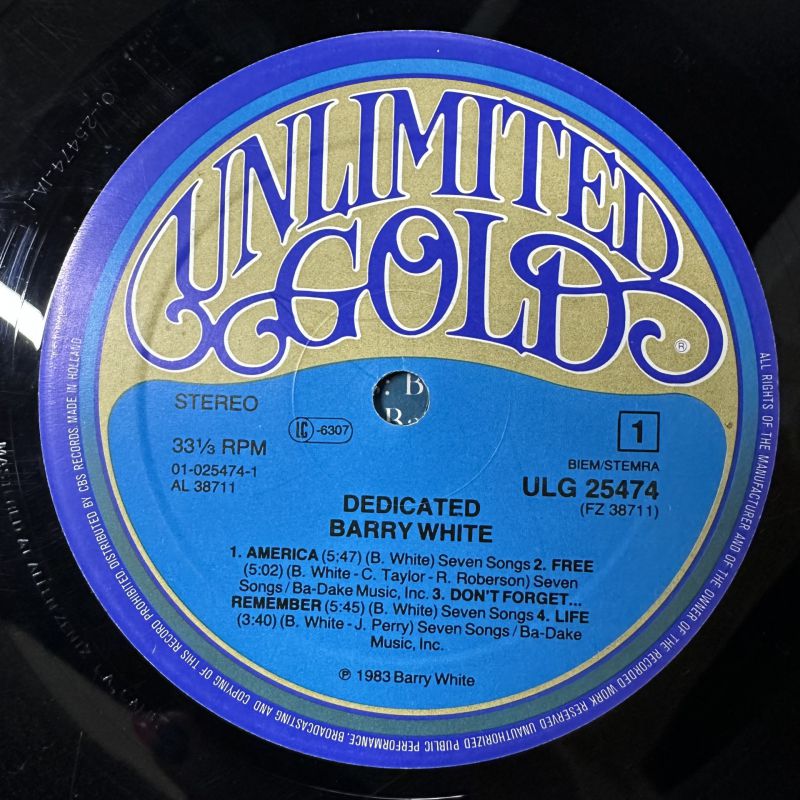 UNLIMITED
GOLD
®
STEREO
LC -6307
1
33⅓ RPM
BIEM/STEMRA
01-025474-1
ULG 25474
AL 38711
(FZ 38711)
DEDICATED
BARRY WHITE
1. AMERICA (5:47) (B. White) Seven Songs 2. FREE
(5:02) (B. White - C. Taylor - R. Roberson) Seven
Songs / Ba-Dake Music, Inc. 3. DON'T FORGET...
REMEMBER (5:45) (B. White) Seven Songs 4. LIFE
(3:40) (B. White - J. Perry) Seven Songs / Ba-Dake
Music, Inc.
℗ 1983 Barry White
ALL RIGHTS OF THE MANUFACTURER AND OF THE OWNER OF THE RECORDED WORK RESERVED UNAUTHORIZED PUBLIC PERFORMANCE, BROADCASTING AND COPYING OF THIS RECORD PROHIBITED. DISTRIBUTED BY CBS RECORDS MADE IN HOLLAND
B
Ba